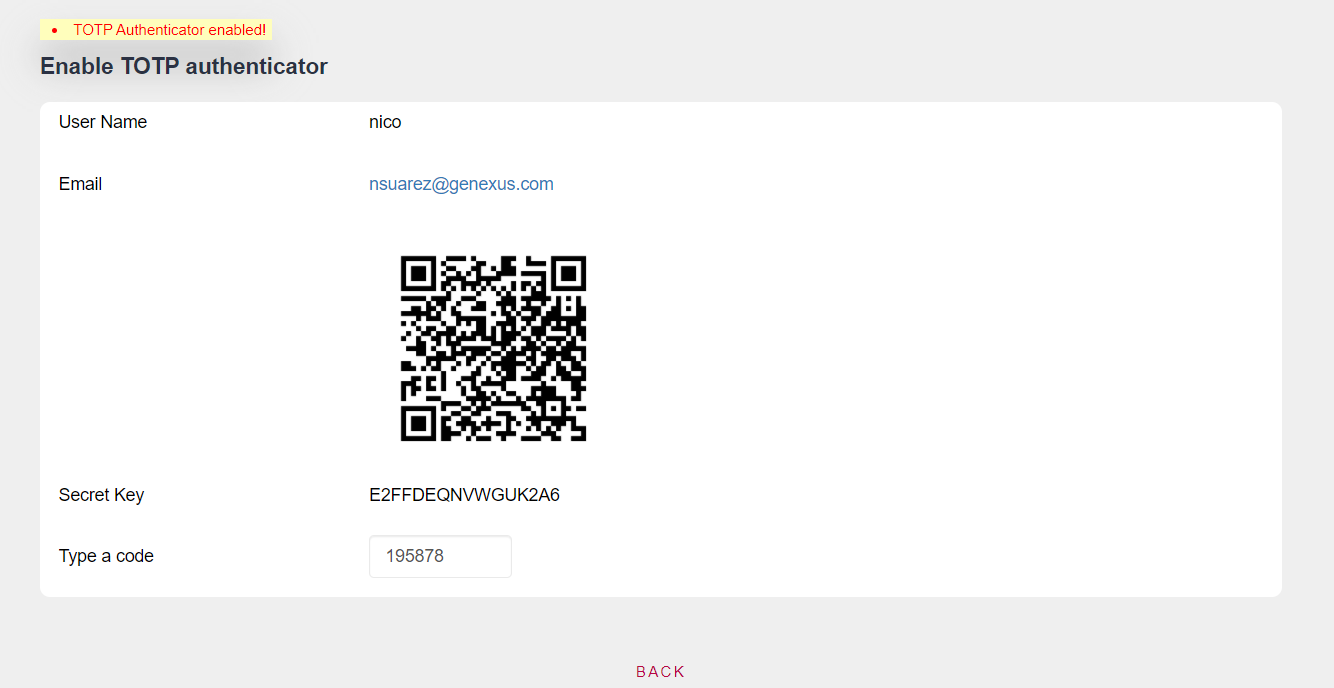 TOTP Authenticator enabled!
Enable TOTP authenticator
User Name nico
Email nsuarez@genexus.com
Secret Key E2FFDEQNVWGUK2A6
Type a code 195878
BACK